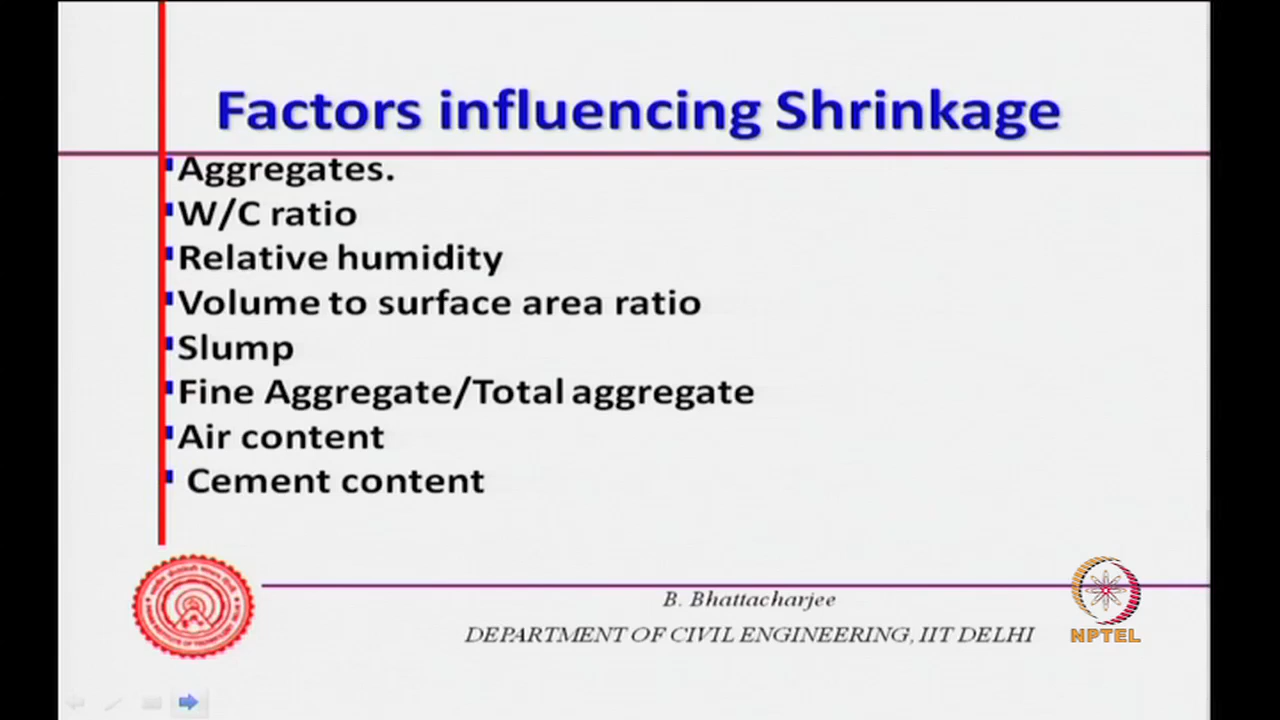 Factors influencing Shrinkage
Aggregates.
W/C ratio
Relative humidity
Volume to surface area ratio
Slump
Fine Aggregate/Total aggregate
Air content
Cement content
B. Bhattacharjee
DEPARTMENT OF CIVIL ENGINEERING, IIT DELHI
NPTEL